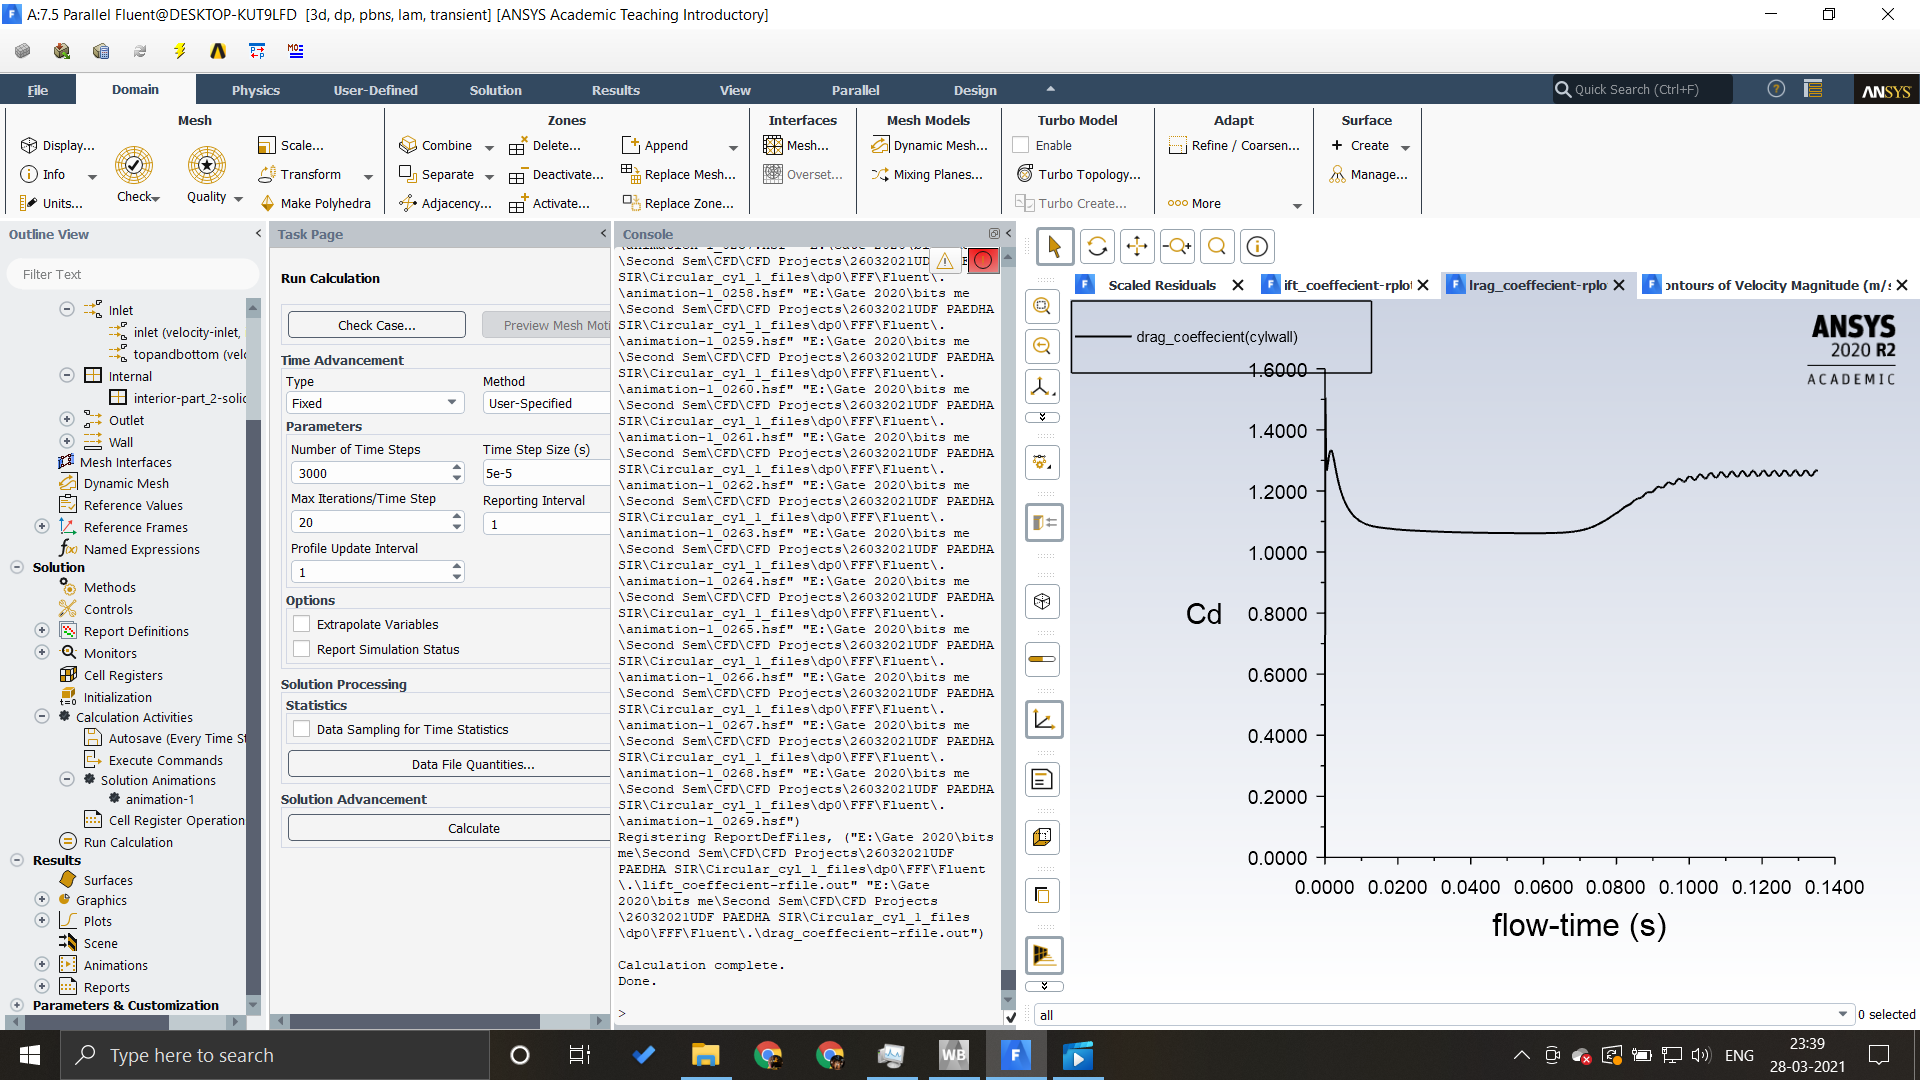 A:7.5 Parallel Fluent@DESKTOP-KUT9LFD [3d, dp, pbns, lam, transient] [ANSYS Academic Teaching Introductory]
File Domain Physics User-Defined Solution Results View Parallel Design Quick Search (Ctrl+F) ANSYS
Mesh
Display...
Info
Units...
Check
Quality
Scale...
Transform
Make Polyhedra
Zones
Combine
Separate
Adjacency...
Delete...
Deactivate...
Activate...
Append
Replace Mesh...
Replace Zone...
Interfaces
Mesh...
Overset...
Mesh Models
Dynamic Mesh...
Mixing Planes...
Turbo Model
Enable
Turbo Topology...
Turbo Create...
Adapt
Refine / Coarsen...
More
Surface
Create
Manage...
Outline View
Filter Text
Inlet
inlet (velocity-inlet,
topandbottom (velo
Internal
interior-part_2-solid
Outlet
Wall
Mesh Interfaces
Dynamic Mesh
Reference Values
Reference Frames
Named Expressions
Solution
Methods
Controls
Report Definitions
Monitors
Cell Registers
Initialization
Calculation Activities
Autosave (Every Time St
Execute Commands
Solution Animations
animation-1
Cell Register Operation
Run Calculation
Results
Surfaces
Graphics
Plots
Scene
Animations
Reports
Parameters & Customization
Task Page
Run Calculation
Check Case...
Preview Mesh Moti
Time Advancement
Type
Method
Fixed
User-Specified
Parameters
Number of Time Steps
Time Step Size (s)
3000
5e-5
Max Iterations/Time Step
Reporting Interval
20
1
Profile Update Interval
1
Options
Extrapolate Variables
Report Simulation Status
Solution Processing
Statistics
Data Sampling for Time Statistics
Data File Quantities...
Solution Advancement
Calculate
Console
\Second Sem\CFD\CFD Projects\26032021UD
SIR\Circular_cyl_1_files\dp0\FFF\Fluent\.
\animation-1_0258.hsf" "E:\Gate 2020\bits me
\Second Sem\CFD\CFD Projects\26032021UDF PAEDHA
SIR\Circular_cyl_1_files\dp0\FFF\Fluent\.
\animation-1_0259.hsf" "E:\Gate 2020\bits me
\Second Sem\CFD\CFD Projects\26032021UDF PAEDHA
SIR\Circular_cyl_1_files\dp0\FFF\Fluent\.
\animation-1_0260.hsf" "E:\Gate 2020\bits me
\Second Sem\CFD\CFD Projects\26032021UDF PAEDHA
SIR\Circular_cyl_1_files\dp0\FFF\Fluent\.
\animation-1_0261.hsf" "E:\Gate 2020\bits me
\Second Sem\CFD\CFD Projects\26032021UDF PAEDHA
SIR\Circular_cyl_1_files\dp0\FFF\Fluent\.
\animation-1_0262.hsf" "E:\Gate 2020\bits me
\Second Sem\CFD\CFD Projects\26032021UDF PAEDHA
SIR\Circular_cyl_1_files\dp0\FFF\Fluent\.
\animation-1_0263.hsf" "E:\Gate 2020\bits me
\Second Sem\CFD\CFD Projects\26032021UDF PAEDHA
SIR\Circular_cyl_1_files\dp0\FFF\Fluent\.
\animation-1_0264.hsf" "E:\Gate 2020\bits me
\Second Sem\CFD\CFD Projects\26032021UDF PAEDHA
SIR\Circular_cyl_1_files\dp0\FFF\Fluent\.
\animation-1_0265.hsf" "E:\Gate 2020\bits me
\Second Sem\CFD\CFD Projects\26032021UDF PAEDHA
SIR\Circular_cyl_1_files\dp0\FFF\Fluent\.
\animation-1_0266.hsf" "E:\Gate 2020\bits me
\Second Sem\CFD\CFD Projects\26032021UDF PAEDHA
SIR\Circular_cyl_1_files\dp0\FFF\Fluent\.
\animation-1_0267.hsf" "E:\Gate 2020\bits me
\Second Sem\CFD\CFD Projects\26032021UDF PAEDHA
SIR\Circular_cyl_1_files\dp0\FFF\Fluent\.
\animation-1_0268.hsf" "E:\Gate 2020\bits me
\Second Sem\CFD\CFD Projects\26032021UDF PAEDHA
SIR\Circular_cyl_1_files\dp0\FFF\Fluent\.
\animation-1_0269.hsf")
Registering ReportDefFiles, ("E:\Gate 2020\bits
me\Second Sem\CFD\CFD Projects\26032021UDF
PAEDHA SIR\Circular_cyl_1_files\dp0\FFF\Fluent
\.\lift_coeffecient-rfile.out" "E:\Gate
2020\bits me\Second Sem\CFD\CFD Projects
\26032021UDF PAEDHA SIR\Circular_cyl_1_files
\dp0\FFF\Fluent\.\drag_coeffecient-rfile.out")
Calculation complete.
Done.
>
Scaled Residuals
ift_coeffecient-rplot
lrag_coeffecient-rplo
ontours of Velocity Magnitude (m/s
drag_coeffecient(cylwall)
ANSYS
2020 R2
ACADEMIC
1.6000
1.4000
1.2000
1.0000
Cd
0.8000
0.6000
0.4000
0.2000
0.0000
0.0000 0.0200 0.0400 0.0600 0.0800 0.1000 0.1200 0.1400
flow-time (s)
all
0 selected
Type here to search
WB
ENG
23:39
28-03-2021